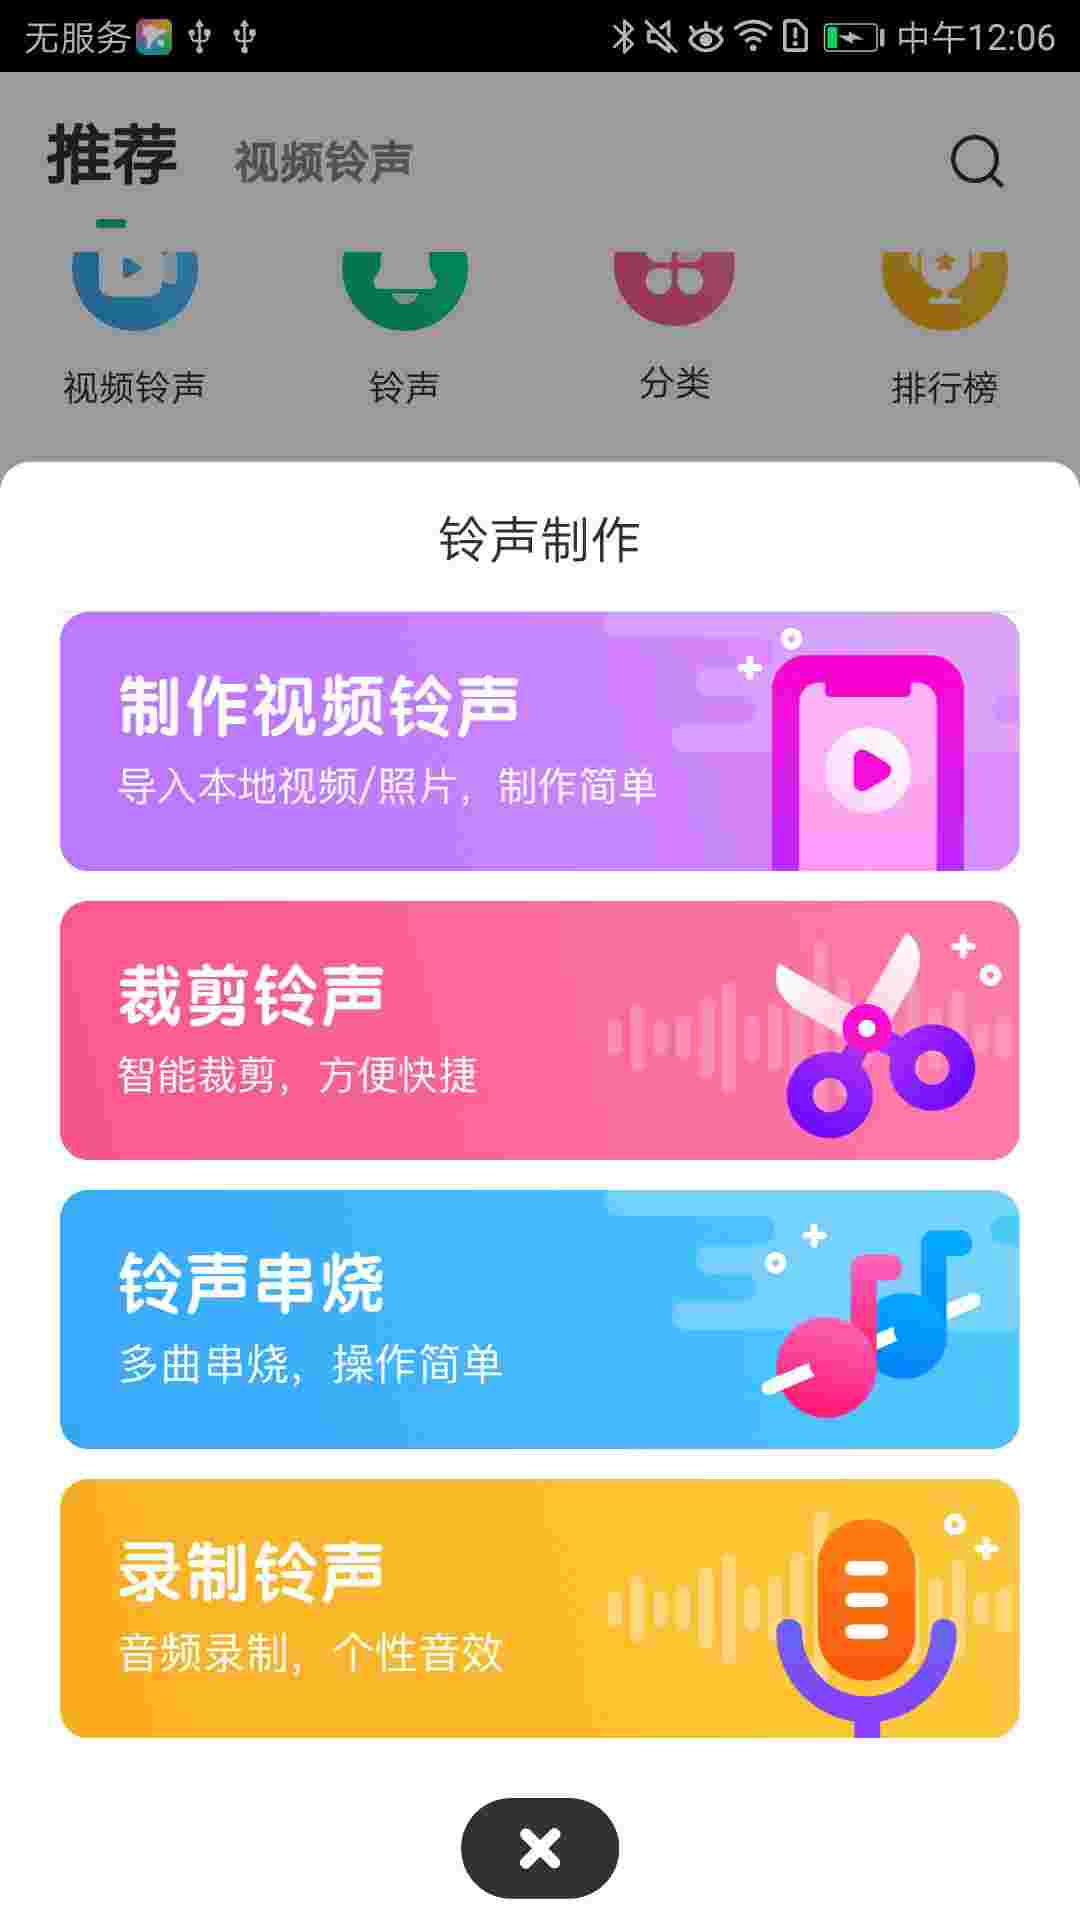 无服务 中午12:06
推荐 视频铃声
视频铃声 铃声 分类 排行榜
铃声制作
制作视频铃声
导入本地视频/照片，制作简单
裁剪铃声
智能裁剪，方便快捷
铃声串烧
多曲串烧，操作简单
录制铃声
音频录制，个性音效